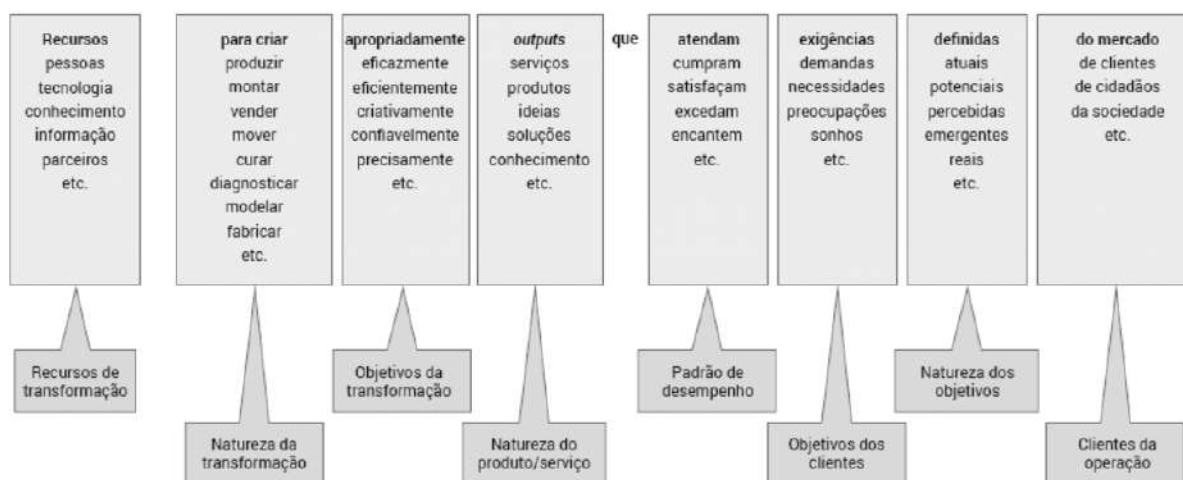 Recursos
pessoas
tecnologia
conhecimento
informação
parceiros
etc.
para criar
produzir
montar
vender
mover
curar
diagnosticar
modelar
fabricar
etc.
apropriadamente
eficazmente
eficientemente
criativamente
confiavelmente
precisamente
etc.
outputs
serviços
produtos
ideias
soluções
conhecimento
etc.
que
atendam
cumpram
satisfaçam
excedam
encantem
etc.
exigências
demandas
necessidades
preocupações
sonhos
etc.
definidas
atuais
potenciais
percebidas
emergentes
reais
etc.
do mercado
de clientes
de cidadãos
da sociedade
etc.
Recursos de
transformação
Natureza da
transformação
Objetivos da
transformação
Natureza do
produto/serviço
Padrão de
desempenho
Objetivos dos
clientes
Natureza dos
objetivos
Clientes da
operação